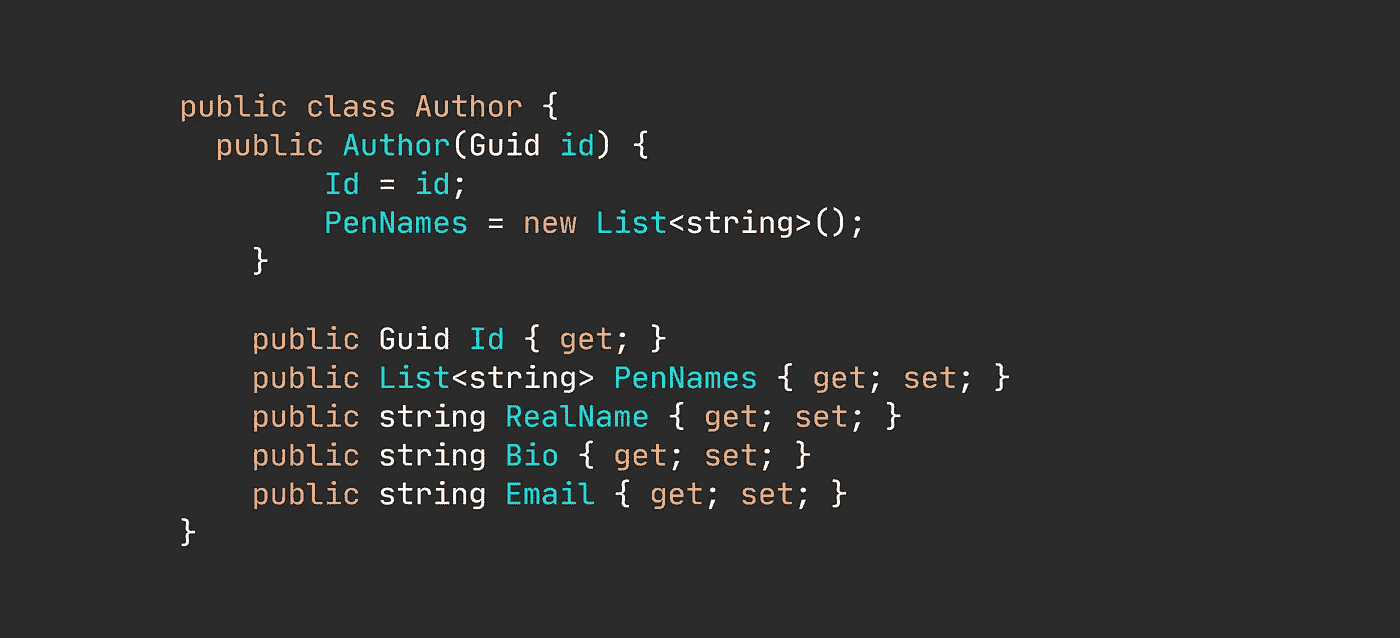 public class Author {
  public Author(Guid id) {
        Id = id;
        PenNames = new List<string>();
    }

    public Guid Id { get; }
    public List<string> PenNames { get; set; }
    public string RealName { get; set; }
    public string Bio { get; set; }
    public string Email { get; set; }
}